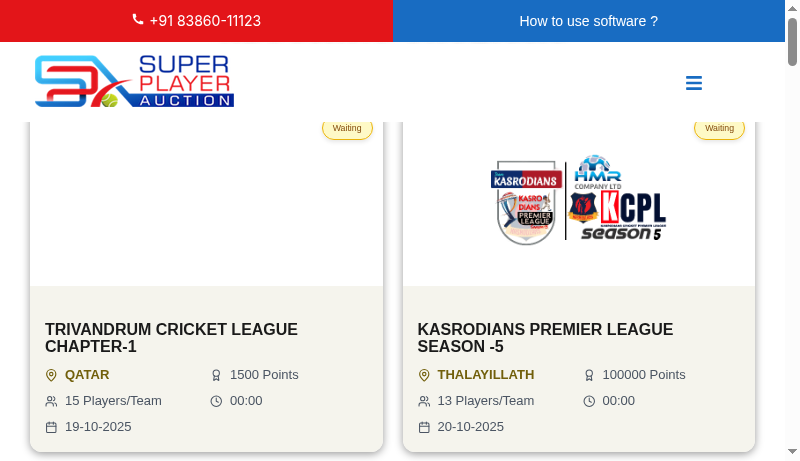 +91 83860-11123
How to use software ?
SUPER
PLAYER
AUCTION
Waiting
Waiting
KASRODIANS
KASRO
DIANS
PREMIER
LEAGUE
HMR
COMPANY LTD
KCPL
season 5
TRIVANDRUM CRICKET LEAGUE
CHAPTER-1
QATAR
1500 Points
15 Players/Team
00:00
19-10-2025
KASRODIANS PREMIER LEAGUE
SEASON -5
THALAYILLATH
100000 Points
13 Players/Team
00:00
20-10-2025